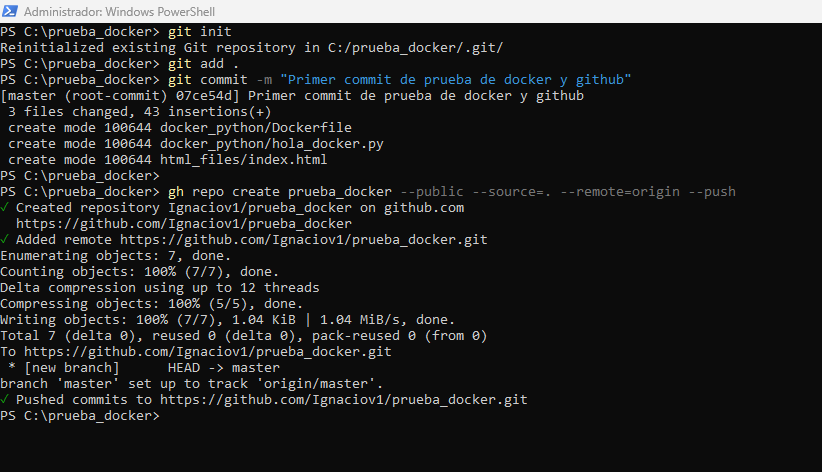 Administrador: Windows PowerShell
PS C:\prueba_docker> git init
Reinitialized existing Git repository in C:/prueba_docker/.git/
PS C:\prueba_docker> git add .
PS C:\prueba_docker> git commit -m "Primer commit de prueba de docker y github"
[master (root-commit) 07ce54d] Primer commit de prueba de docker y github
 3 files changed, 43 insertions(+)
 create mode 100644 docker_python/Dockerfile
 create mode 100644 docker_python/hola_docker.py
 create mode 100644 html_files/index.html
PS C:\prueba_docker>
PS C:\prueba_docker> gh repo create prueba_docker --public --source=. --remote=origin --push
✓ Created repository Ignaciov1/prueba_docker on github.com
  https://github.com/Ignaciov1/prueba_docker
✓ Added remote https://github.com/Ignaciov1/prueba_docker.git
Enumerating objects: 7, done.
Counting objects: 100% (7/7), done.
Delta compression using up to 12 threads
Compressing objects: 100% (5/5), done.
Writing objects: 100% (7/7), 1.04 KiB | 1.04 MiB/s, done.
Total 7 (delta 0), reused 0 (delta 0), pack-reused 0 (from 0)
To https://github.com/Ignaciov1/prueba_docker.git
 * [new branch]      HEAD -> master
branch 'master' set up to track 'origin/master'.
✓ Pushed commits to https://github.com/Ignaciov1/prueba_docker.git
PS C:\prueba_docker>